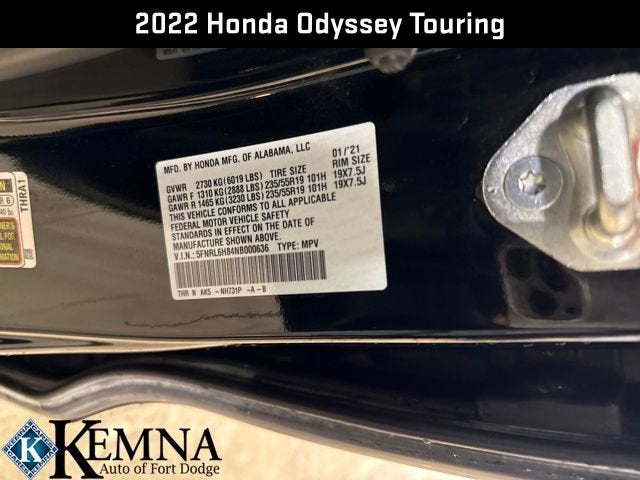 2022 Honda Odyssey Touring
MFD. BY HONDA MFG. OF ALABAMA, LLC 01/'21
GVWR 2730 KG(6019 LBS) TIRE SIZE RIM SIZE
GAWR F 1310 KG(2888 LBS)235/55R19 101H 19X7.5J
GAWR R 1465 KG(3230 LBS)235/55R19 101H 19X7.5J
THIS VEHICLE CONFORMS TO ALL APPLICABLE
FEDERAL MOTOR VEHICLE SAFETY
STANDARDS IN EFFECT ON THE DATE OF
MANUFACTURE SHOWN ABOVE.
V.I.N.: 5FNRL6H84NB000636 TYPE: MPV
THR N AKS -NH731P -A -B
THRA1
KEMNA
Auto of Fort Dodge